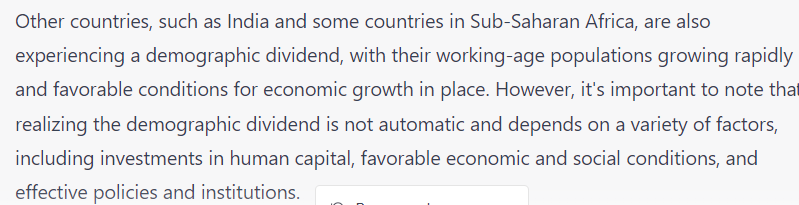 Other countries, such as India and some countries in Sub-Saharan Africa, are also
experiencing a demographic dividend, with their working-age populations growing rapidly
and favorable conditions for economic growth in place. However, it's important to note that
realizing the demographic dividend is not automatic and depends on a variety of factors,
including investments in human capital, favorable economic and social conditions, and
effective policies and institutions.